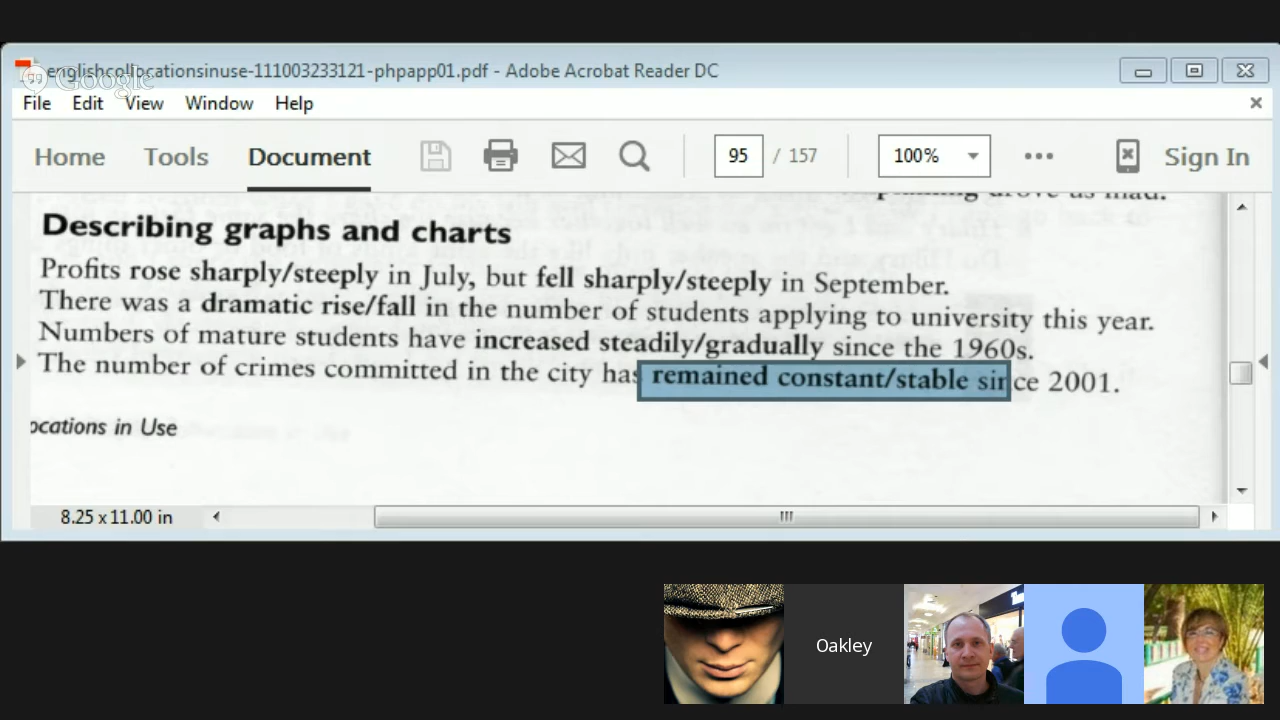 englishcollocationsinuse-111003233121-phpapp01.pdf - Adobe Acrobat Reader DC
Google
File Edit View Window Help
Home Tools Document 95 / 157 100% Sign In
drove us mad.
Describing graphs and charts
Profits rose sharply/steeply in July, but fell sharply/steeply in September.
There was a dramatic rise/fall in the number of students applying to university this year.
Numbers of mature students have increased steadily/gradually since the 1960s.
The number of crimes committed in the city has remained constant/stable since 2001.
ocations in Use
8.25 x 11.00 in
Oakley